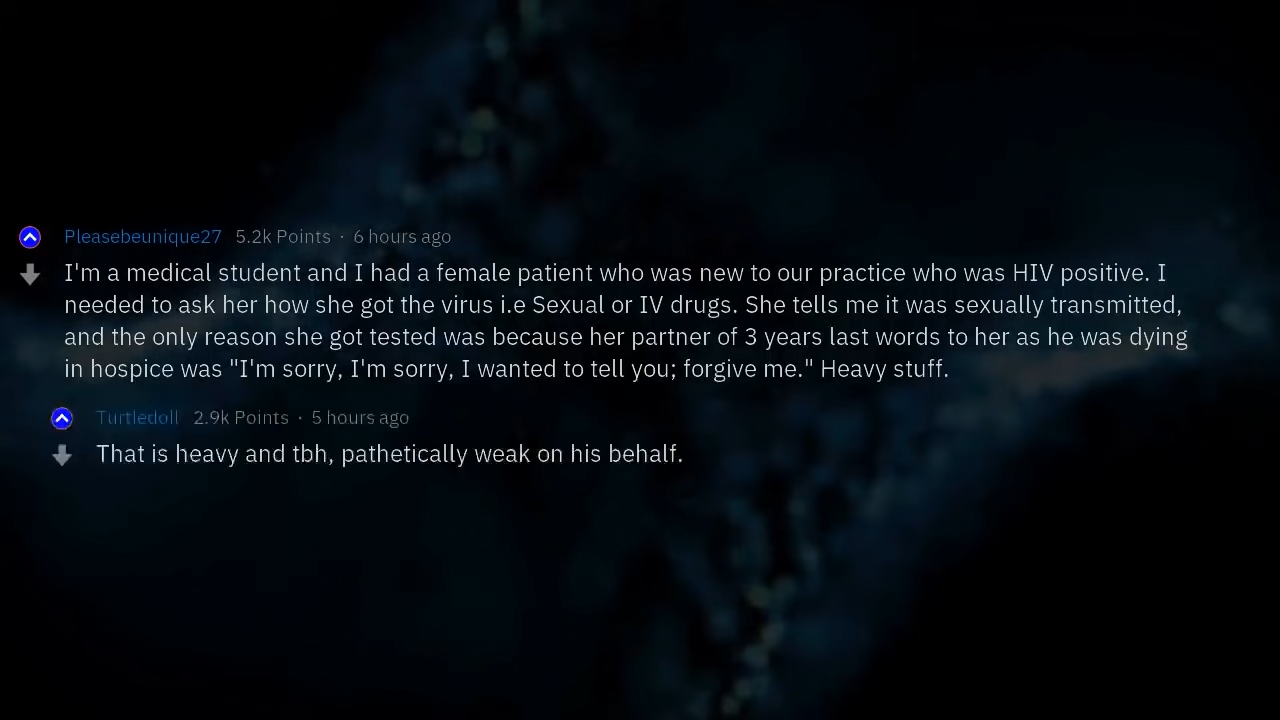 Pleasebeunique27 5.2k Points · 6 hours ago
I'm a medical student and I had a female patient who was new to our practice who was HIV positive. I
needed to ask her how she got the virus i.e Sexual or IV drugs. She tells me it was sexually transmitted,
and the only reason she got tested was because her partner of 3 years last words to her as he was dying
in hospice was "I'm sorry, I'm sorry, I wanted to tell you; forgive me." Heavy stuff.
Turtledoll 2.9k Points · 5 hours ago
That is heavy and tbh, pathetically weak on his behalf.